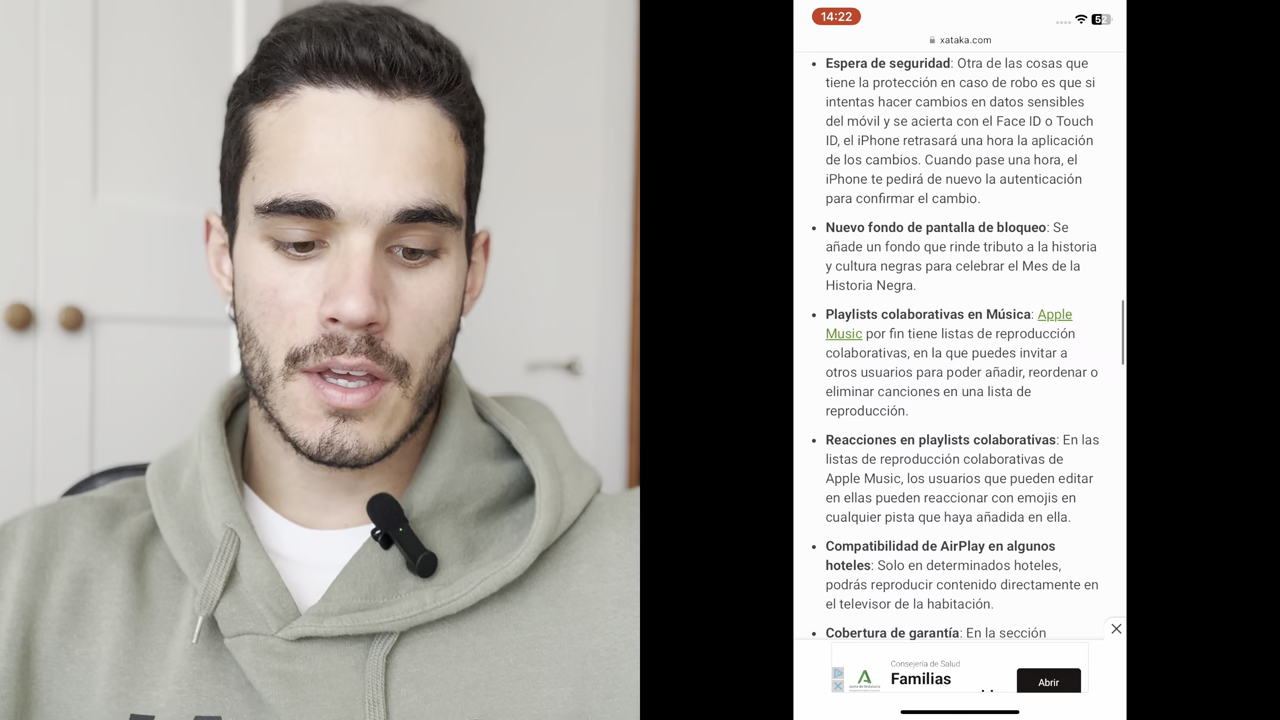 14:22
52
xataka.com
• Espera de seguridad: Otra de las cosas que
tiene la protección en caso de robo es que si
intentas hacer cambios en datos sensibles
del móvil y se acierta con el Face ID o Touch
ID, el iPhone retrasará una hora la aplicación
de los cambios. Cuando pase una hora, el
iPhone te pedirá de nuevo la autenticación
para confirmar el cambio.
• Nuevo fondo de pantalla de bloqueo: Se
añade un fondo que rinde tributo a la historia
y cultura negras para celebrar el Mes de la
Historia Negra.
• Playlists colaborativas en Música: Apple
Music por fin tiene listas de reproducción
colaborativas, en la que puedes invitar a
otros usuarios para poder añadir, reordenar o
eliminar canciones en una lista de
reproducción.
• Reacciones en playlists colaborativas: En las
listas de reproducción colaborativas de
Apple Music, los usuarios que pueden editar
en ellas pueden reaccionar con emojis en
cualquier pista que haya añadida en ella.
• Compatibilidad de AirPlay en algunos
hoteles: Solo en determinados hoteles,
podrás reproducir contenido directamente en
el televisor de la habitación.
• Cobertura de garantía: En la sección
Consejería de Salud
Familias
Abrir